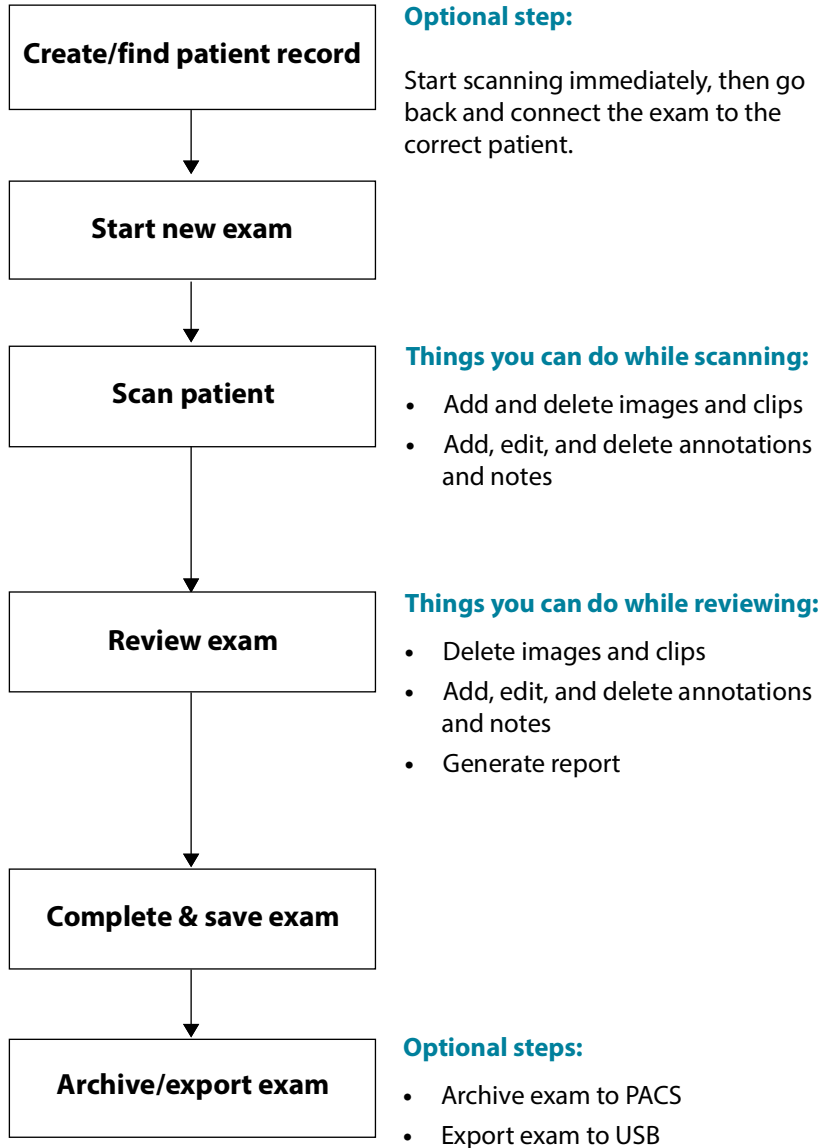 Create/find patient record
Optional step:
Start scanning immediately, then go
back and connect the exam to the
correct patient.
Start new exam
Scan patient
Things you can do while scanning:
• Add and delete images and clips
• Add, edit, and delete annotations
and notes
Review exam
Things you can do while reviewing:
• Delete images and clips
• Add, edit, and delete annotations
and notes
• Generate report
Complete & save exam
Archive/export exam
Optional steps:
• Archive exam to PACS
• Export exam to USB